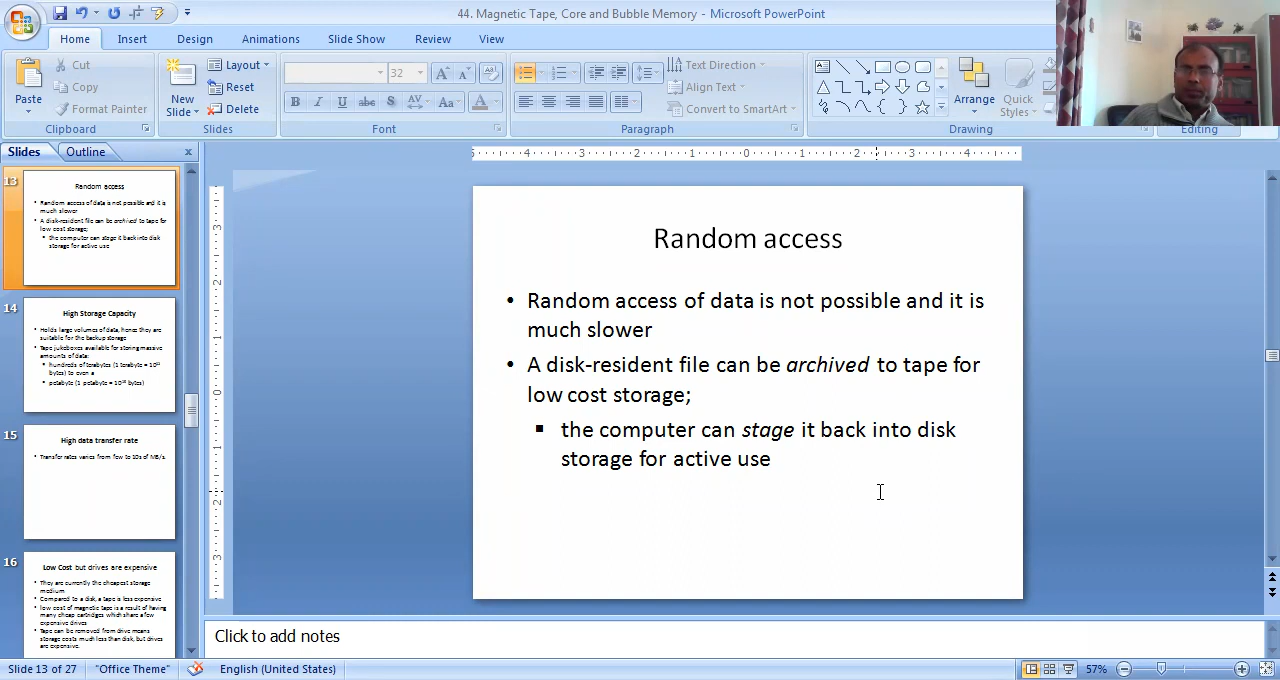 44. Magnetic Tape, Core and Bubble Memory - Microsoft PowerPoint
Home Insert Design Animations Slide Show Review View
Paste
Cut
Copy
Format Painter
Clipboard
New Slide
Layout
Reset
Delete
Slides
32
B I U abc S AV Aa A
Font
Text Direction
Align Text
Convert to SmartArt
Paragraph
Arrange
Quick Styles
Drawing
Editing
Slides Outline x
13
Random access
• Random access of data is not possible and it is
much slower
• A disk-resident file can be archived to tape for
low cost storage;
▪ the computer can stage it back into disk
storage for active use
14
High Storage Capacity
• Holds large volumes of data, hence they are
suitable for the backup storage
• Tape jukeboxes available for storing massive
amounts of data:
▪ hundreds of terabytes (1 terabyte = 10
bytes) to even a
▪ petabyte (1 petabyte = 10 bytes)
15
High data transfer rate
• Transfer rates varies from few to 10s of MB/s.
16
Low Cost but drives are expensive
• They are currently the cheapest storage
medium
• Compared to a disk, a tape is less expensive
• low cost of magnetic tape is a result of having
many cheap cartridges which share a few
expensive drives
• Tape can be removed from drive means
storage costs much less than disk, but drives
are expensive.
Random access
• Random access of data is not possible and it is
much slower
• A disk-resident file can be archived to tape for
low cost storage;
▪ the computer can stage it back into disk
storage for active use
Click to add notes
Slide 13 of 27 "Office Theme" English (United States) 57%